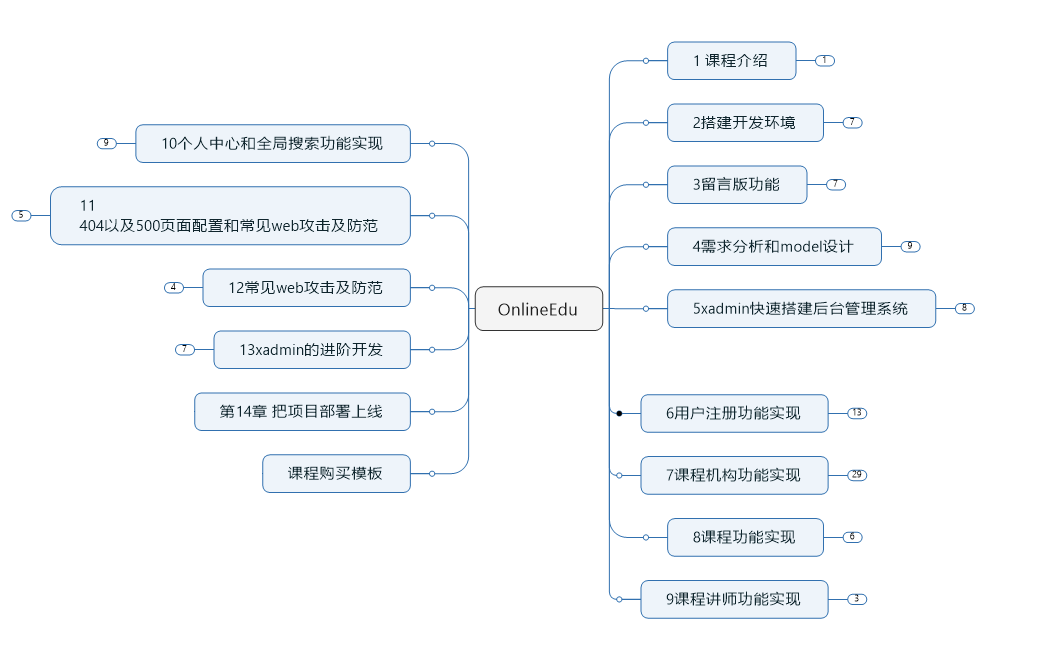 OnlineEdu
1 课程介绍
1
2搭建开发环境
7
3留言版功能
7
4需求分析和model设计
9
5xadmin快速搭建后台管理系统
8
6用户注册功能实现
13
7课程机构功能实现
29
8课程功能实现
6
9课程讲师功能实现
3
10个人中心和全局搜索功能实现
9
11
404以及500页面配置和常见web攻击及防范
5
12常见web攻击及防范
4
13xadmin的进阶开发
7
第14章 把项目部署上线
课程购买模板